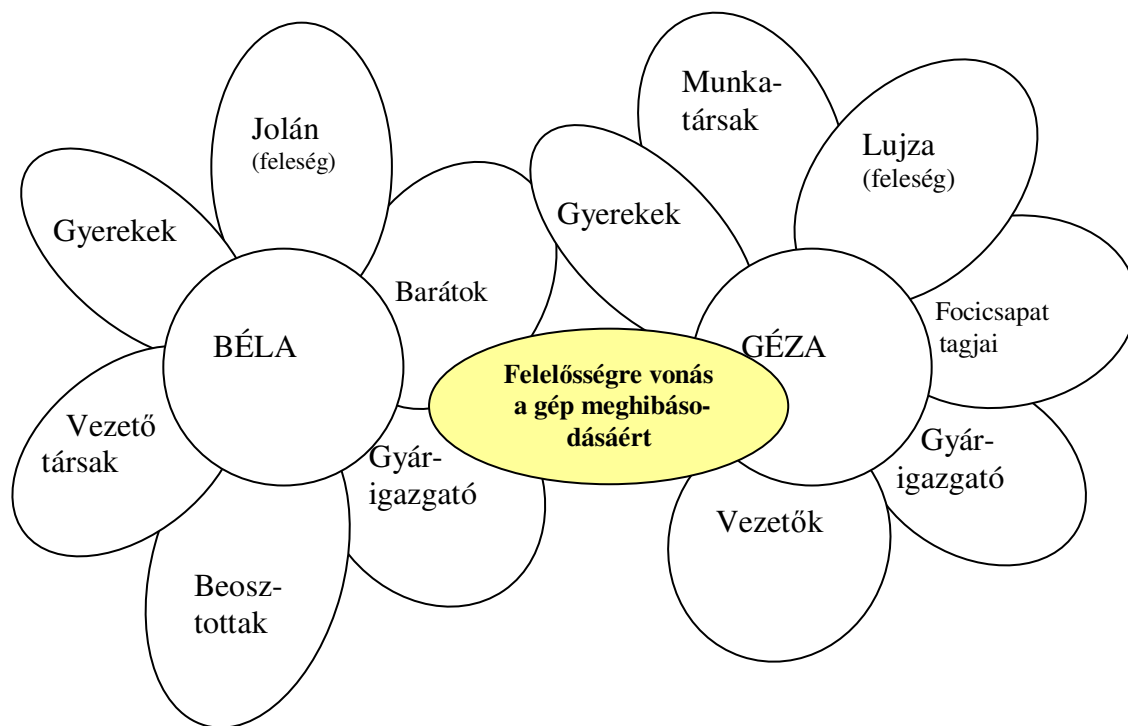 Jolán
(feleség)
Gyerekek
Barátok
BÉLA
Vezető
társak
Gyár-
igazgató
Beosz-
tottak
Felelősségre vonás
a gép meghibáso-
dásáért
Munka-
társak
Lujza
(feleség)
Gyerekek
Focicsapat
tagjai
GÉZA
Gyár-
igazgató
Vezetők